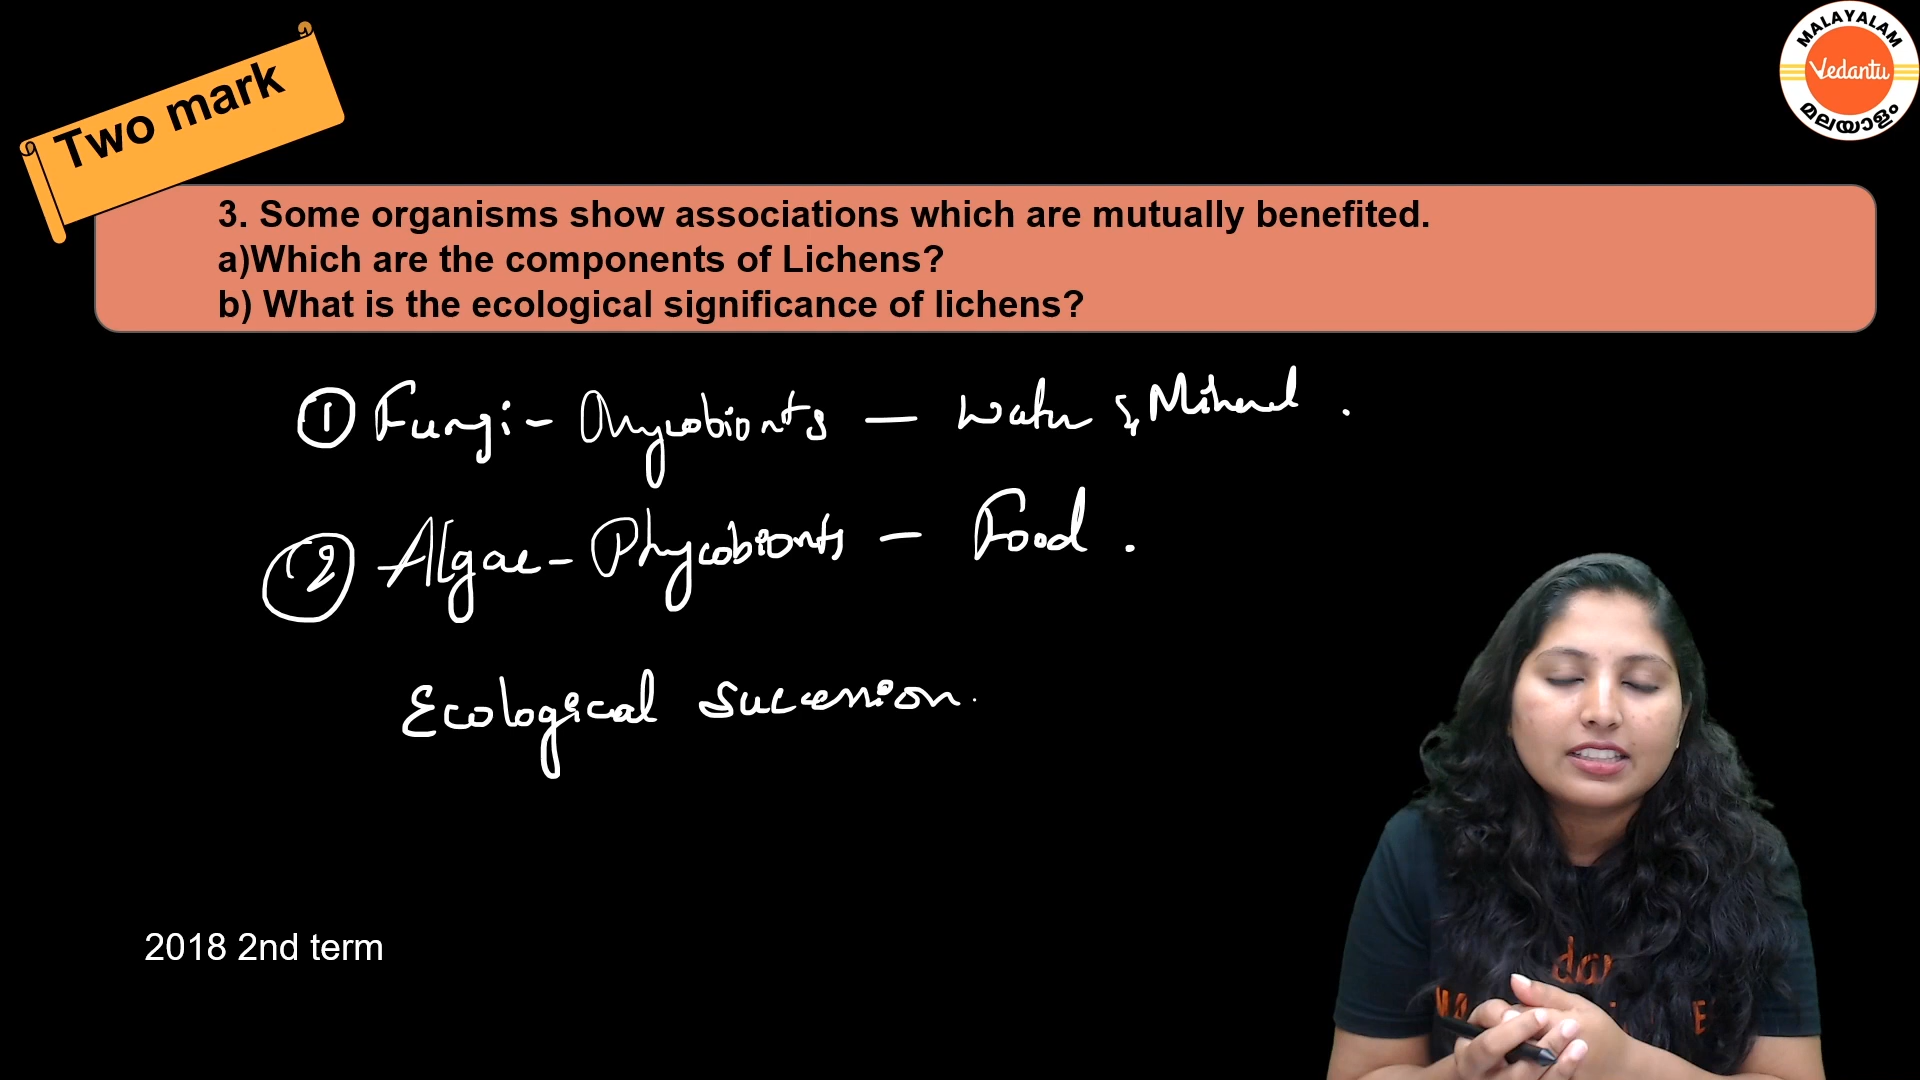 Two mark
MALAYALAM
Vedantu
മലയാളം
3. Some organisms show associations which are mutually benefited.
a)Which are the components of Lichens?
b) What is the ecological significance of lichens?
① Fungi - Mycobionts — Water & Mineral .
② Algae - Phycobionts — Food .
Ecological succession.
2018 2nd term